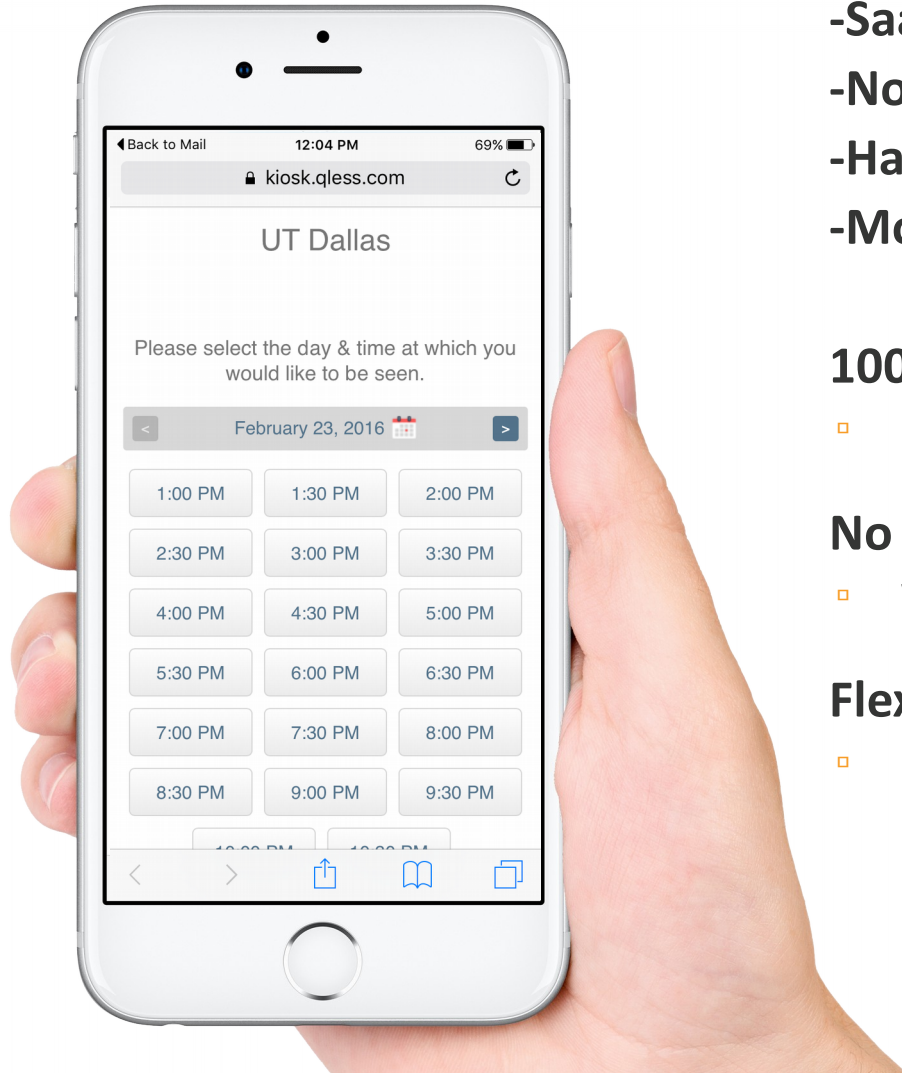 Back to Mail 12:04 PM 69%
kiosk.qless.com
UT Dallas
Please select the day & time at which you
would like to be seen.
< February 23, 2016 >
1:00 PM 1:30 PM 2:00 PM
2:30 PM 3:00 PM 3:30 PM
4:00 PM 4:30 PM 5:00 PM
5:30 PM 6:00 PM 6:30 PM
7:00 PM 7:30 PM 8:00 PM
8:30 PM 9:00 PM 9:30 PM
-No
100
No